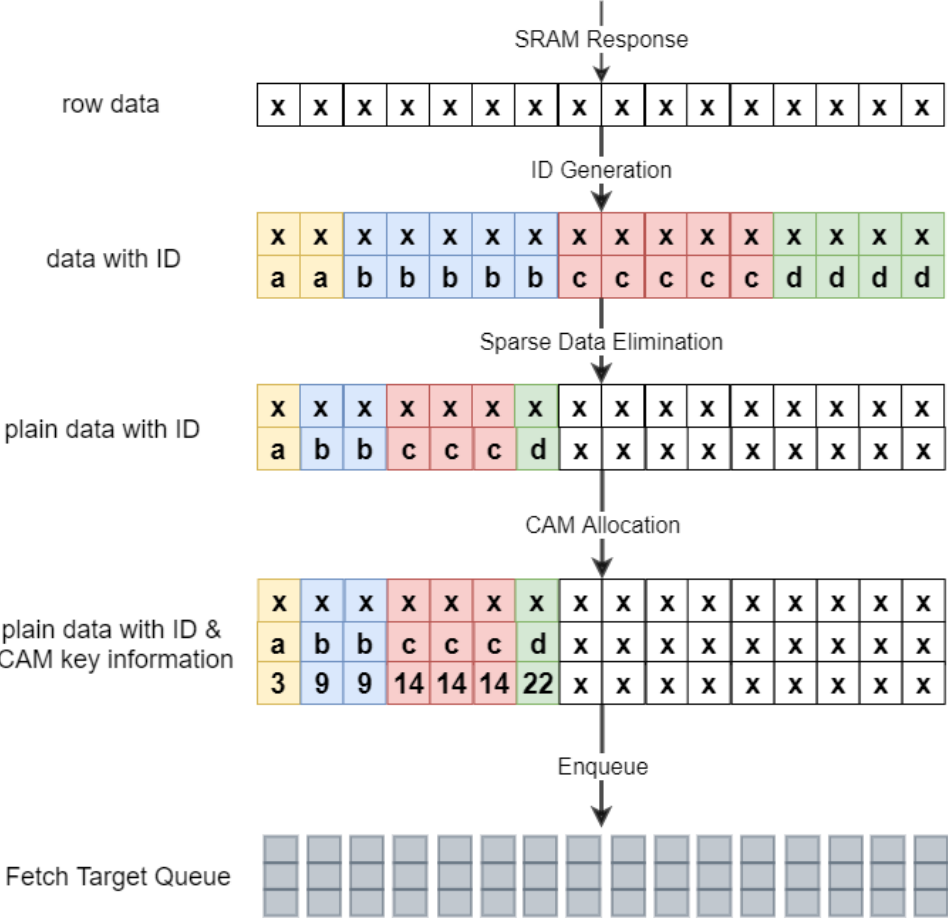 SRAM Response
row data
x x x x x x x x x x x x x x x x
ID Generation
data with ID
x x x x x x x x x x x x x x x x
a a b b b b b c c c c c d d d d
Sparse Data Elimination
plain data with ID
x x x x x x x x x x x x x x x x
a b b c c c d x x x x x x x x x
CAM Allocation
plain data with ID &
CAM key information
x x x x x x x x x x x x x x x x
a b b c c c d x x x x x x x x x
3 9 9 14 14 14 22 x x x x x x x x x
Enqueue
Fetch Target Queue